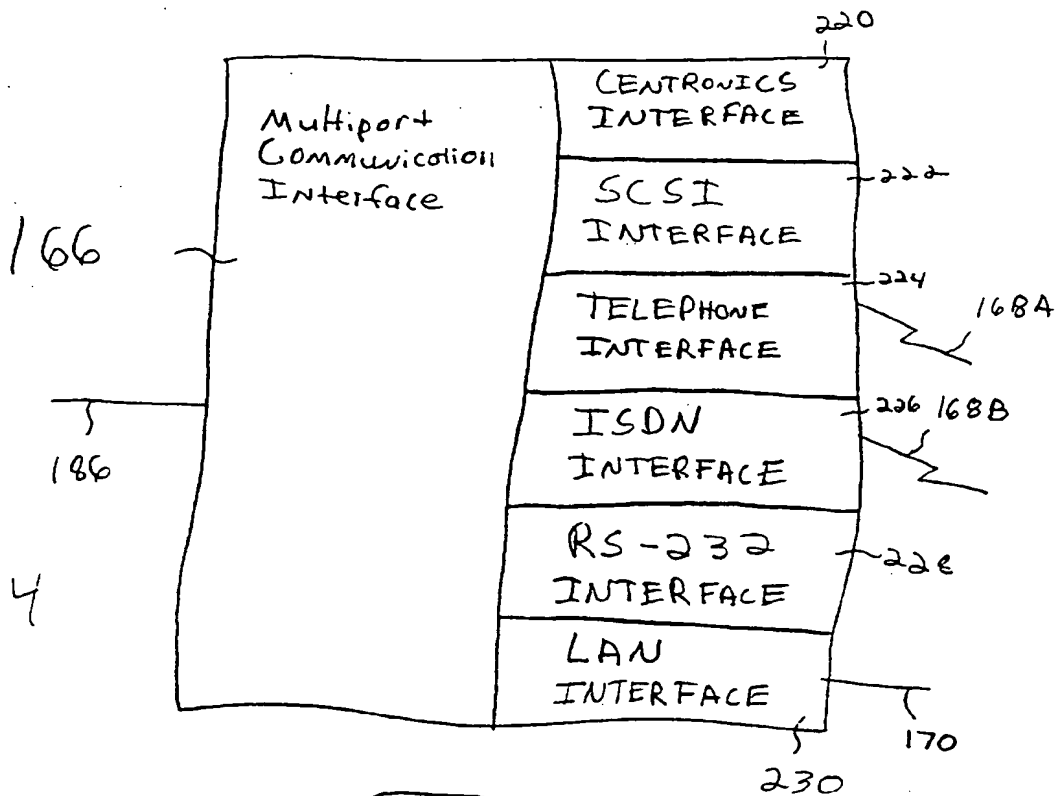 220
CENTRONICS
INTERFACE
Multiport
Communication
Interface
222
SCSI
INTERFACE
166
224
TELEPHONE
INTERFACE
168A
226
168B
ISDN
INTERFACE
186
RS-232
INTERFACE
228
4
LAN
INTERFACE
170
230